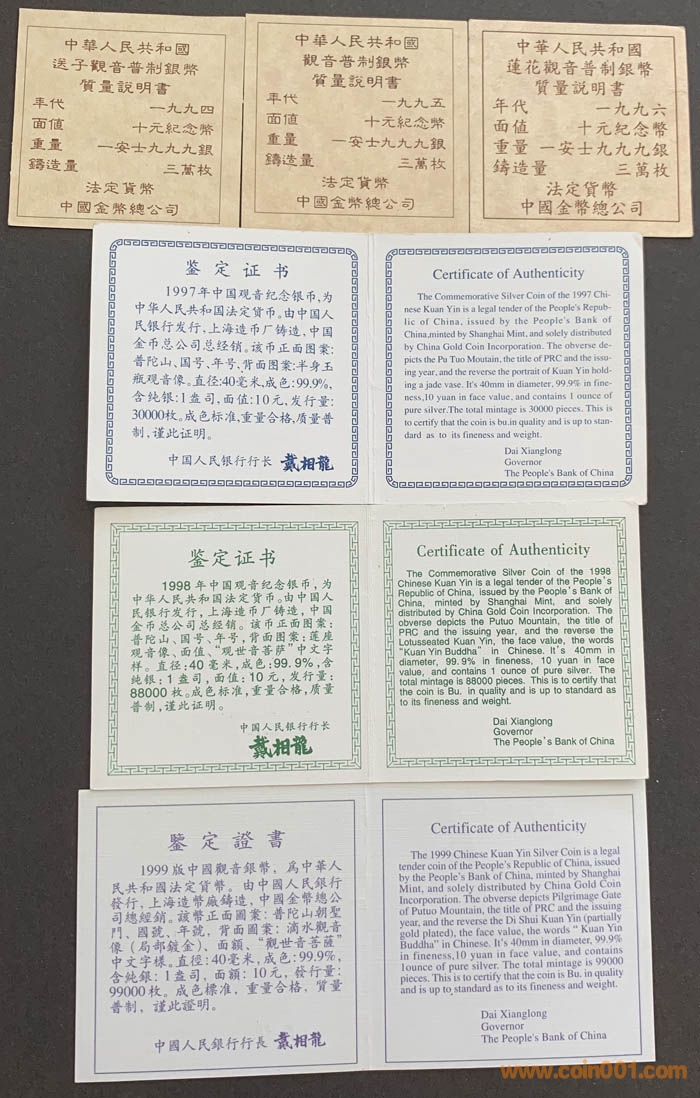 中華人民共和國
送子觀音普制銀幣
質量說明書
年代 一九九四
面值 十元紀念幣
重量 一安士九九九銀
鑄造量 三萬枚
法定貨幣
中國金幣總公司
中華人民共和國
觀音普制銀幣
質量說明書
年代 一九九五
面值 十元紀念幣
重量 一安士九九九銀
鑄造量 三萬枚
法定貨幣
中國金幣總公司
中華人民共和國
蓮花觀音普制銀幣
質量說明書
年代 一九九六
面值 十元紀念幣
重量 一安士九九九銀
鑄造量 三萬枚
法定貨幣
中國金幣總公司
鉴定证书
1997年中国观音纪念银币,为
中华人民共和国法定货币。由中国人
民银行发行,上海造币厂铸造,中国
金币总公司总经销。该币正面图案:
普陀山、国号、年号,背面图案:半身玉
瓶观音像。直径:40毫米,成色:99.9%,
含纯银:1盎司,面值:10元,发行量:
30000枚。成色标准,重量合格,质量普
制,谨此证明。
中国人民银行行长 戴相龍
Certificate of Authenticity
The Commemorative Silver Coin of the 1997 Chi-
nese Kuan Yin is a legal tender of the People's Repub-
lic of China, issued by the People's Bank of
China,minted by Shanghai Mint, and solely distributed
by China Gold Coin Incorporation. The obverse de-
picts the Pu Tuo Moutain, the title of PRC and the issu-
ing year, and the reverse the portrait of Kuan Yin hold-
ing a jade vase. It's 40mm in diameter, 99.9% in fine-
ness,10 yuan in face value, and contains 1 ounce of
pure silver.The total mintage is 30000 pieces. This is
to certify that the coin is bu.in quality and is up to stan-
dard as to its fineness and weight.
Dai Xianglong
Governor
The People's Bank of China
鉴定证书
1998年中国观音纪念银币,为
中华人民共和国法定货币。由中国人
民银行发行,上海造币厂铸造,中国
金币总公司总经销。该币正面图案:
普陀山、国号、年号,背面图案:莲座
观音像、面值、“观世音菩萨”中文字
样。直径:40毫米,成色:99.9%,含
纯银:1盎司,面值:10元,发行量:
88000枚。成色标准,重量合格,质量
普制,谨此证明。
中国人民银行行长
戴相龍
Certificate of Authenticity
The Commemorative Silver Coin of the 1998
Chinese Kuan Yin is a legal tender of the People's
Republic of China, issued by the People's Bank of
China, minted by Shanghai Mint, and solely
distributed by China Gold Coin Incorporation. The
obverse depicts the Putuo Mountain, the title of
PRC and the issuing year, and the reverse the
Lotusseated Kuan Yin, the face value, the words
"Kuan Yin Buddha" in Chinese. It's 40mm in
diameter, 99.9% in fineness, 10 yuan in face
value, and contains 1 ounce of pure silver. The
total mintage is 88000 pieces. This is to certify that
the coin is Bu. in quality and is up to standard as
to its fineness and weight.
Dai Xianglong
Governor
The People's Bank of China
鑒定證書
1999版中國觀音銀幣,爲中華人
民共和國法定貨幣。由中國人民銀行
發行,上海造幣廠鑄造,中國金幣總公
司總經銷。該幣正面圖案:普陀山朝聖
門、國號、年號,背面圖案:滴水觀音
像(局部鍍金)、面額、“觀世音菩薩”
中文字樣。直徑:40毫米,成色:99.9%,
含純銀:1盎司,面額:10元,發行量:
99000枚。成色標准,重量合格,質量
普制,謹此證明。
中國人民銀行行長 戴相龍
Certificate of Authenticity
The 1999 Chinese Kuan Yin Silver Coin is a legal
tender coin of the People's Republic of China, issued
by the People's Bank of China, minted by Shanghai
Mint, and solely distributed by China Gold Coin
Incorporation. The obverse depicts Pilgrimage Gate
of Putuo Mountain, the title of PRC and the issuing
year, and the reverse the Di Shui Kuan Yin (partially
gold plated), the face value, the words " Kuan Yin
Buddha" in Chinese. It's 40mm in diameter, 99.9%
in fineness,10 yuan in face value, and contains
1ounce of pure silver. The total mintage is 99000
pieces. This is to certify that the coin is Bu. in quality
and is up to standard as to its fineness and weight.
Dai Xianglong
Governor
The People's Bank of China
www.coin001.com